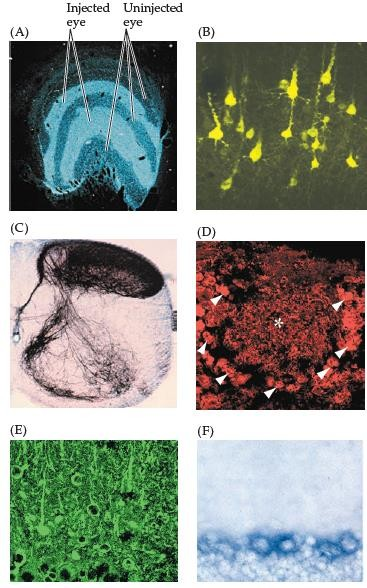 Injected eye
Uninjected eye
(A)
(B)
(C)
(D)
*
(E)
(F)